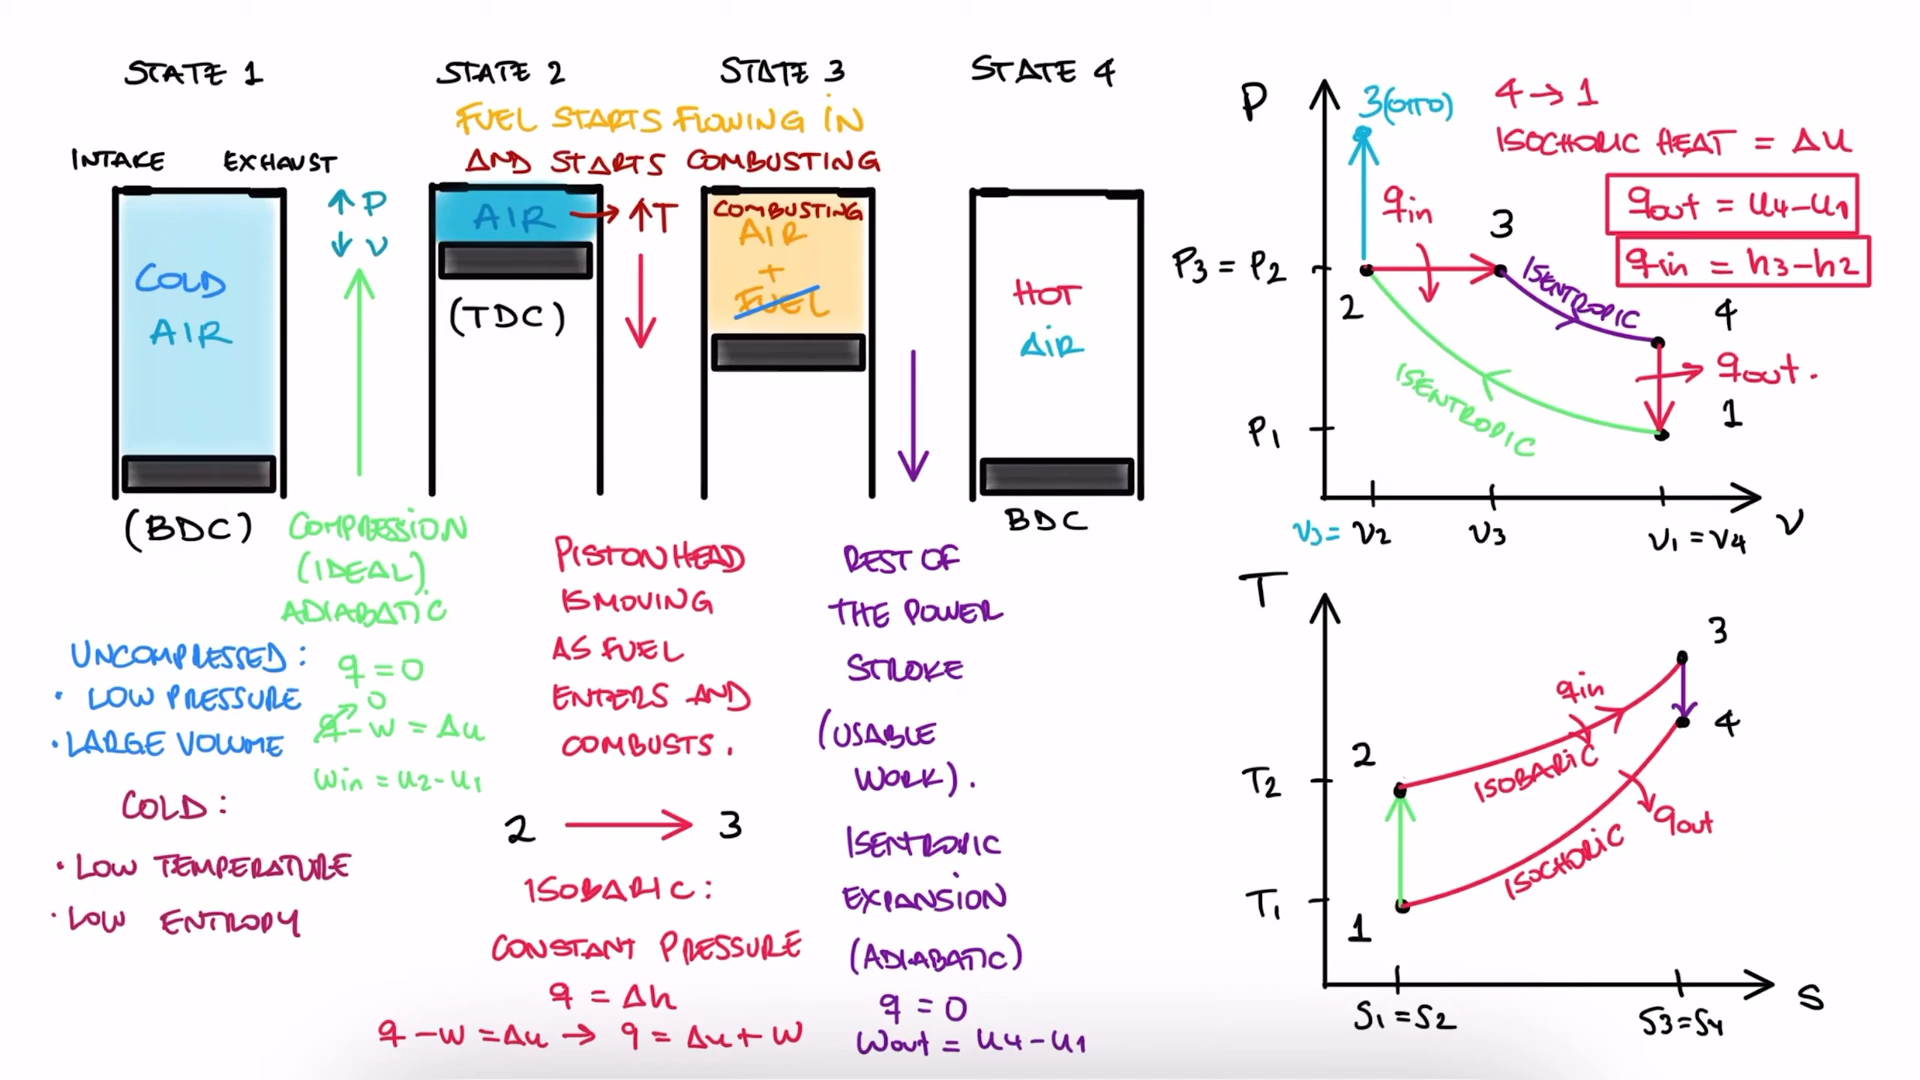 STATE 1
STATE 2
STATE 3
STATE 4
FUEL STARTS FLOWING IN
AND STARTS COMBUSTING
INTAKE
EXHAUST
↑ P
↓ v
COLD
AIR
(BDC)
AIR
→ ↑T
(TDC)
COMBUSTING
AIR
+
FUEL
HOT
AIR
BDC
COMPRESSION
(IDEAL)
ADIABATIC
q = 0
0
q - w = Δu
Win = u2 - u1
UNCOMPRESSED:
• LOW PRESSURE
• LARGE VOLUME
COLD:
• LOW TEMPERATURE
• LOW ENTROPY
PISTON HEAD
IS MOVING
AS FUEL
ENTERS AND
COMBUSTS.
2 → 3
ISOBARIC:
CONSTANT PRESSURE
q = Δh
q - w = Δu → q = Δu + w
REST OF
THE POWER
STROKE
(USABLE
WORK).
ISENTROPIC
EXPANSION
(ADIABATIC)
q = 0
Wout = u4 - u1
P
3(OTTO)
4 → 1
ISOCHORIC HEAT = Δu
qout = u4 - u1
qin = h3 - h2
qin
3
P3 = P2
2
ISENTROPIC
4
qout.
ISENTROPIC
1
P1
v3 = v2
v3
v1 = v4
v
T
3
qin
4
2
ISOBARIC
T2
qout
ISOCHORIC
T1
1
S1 = S2
S3 = S4
S